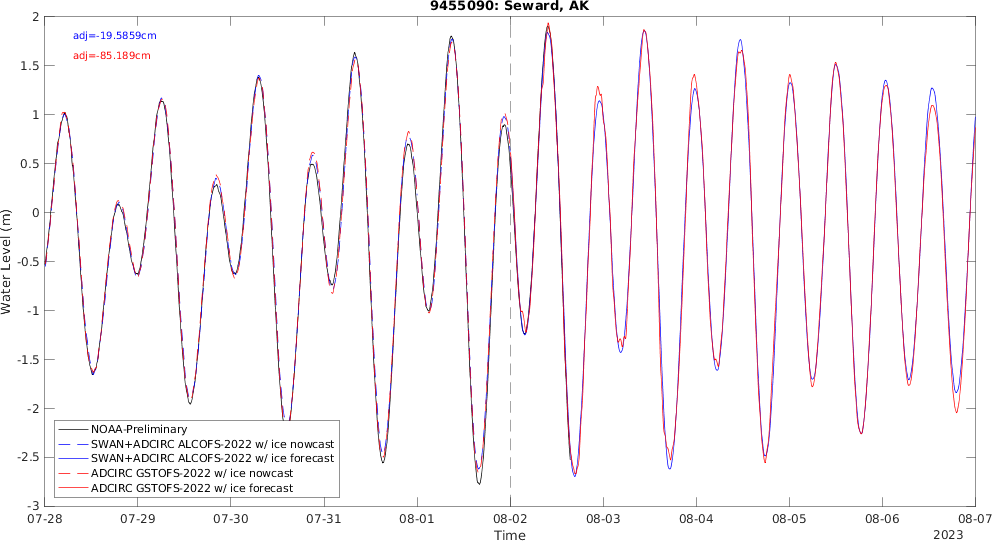 9455090: Seward, AK
adj=-19.5859cm
adj=-85.189cm
Water Level (m)
2
1.5
1
0.5
0
-0.5
-1
-1.5
-2
-2.5
-3
NOAA-Preliminary
SWAN+ADCIRC ALCOFS-2022 w/ ice nowcast
SWAN+ADCIRC ALCOFS-2022 w/ ice forecast
ADCIRC GSTOFS-2022 w/ ice nowcast
ADCIRC GSTOFS-2022 w/ ice forecast
07-28 07-29 07-30 07-31 08-01 08-02 08-03 08-04 08-05 08-06 08-07
Time
2023